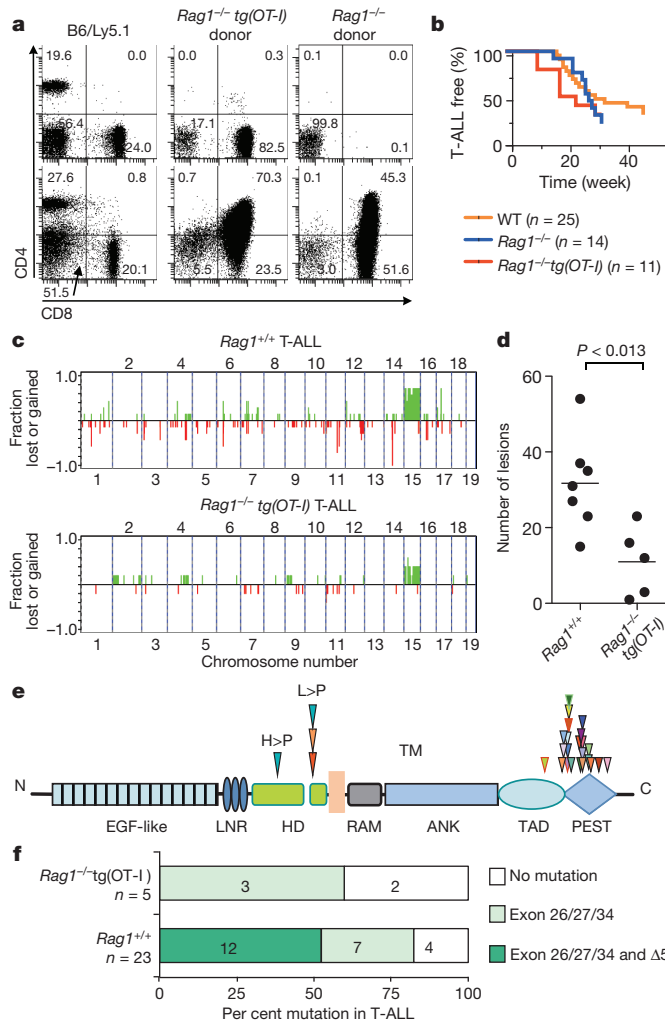 a
B6/Ly5.1
Rag1–/– tg(OT-I)
donor
Rag1–/–
donor
19.6 0.0
56.4 24.0
0.0 0.3
17.1 82.5
0.1 0.0
99.8 0.1
27.6 0.8
51.5 20.1
0.7 70.3
5.5 23.5
0.1 45.3
3.0 51.6
CD4
CD8
b
T-ALL free (%)
100
50
0 20 40
Time (week)
WT (n = 25)
Rag1–/– (n = 14)
Rag1–/–tg(OT-I) (n = 11)
c
Rag1+/+ T-ALL
2 4 6 8 10 12 14 16 18
Fraction
lost or gained
1.0
0
–1.0
1 3 5 7 9 11 13 15 17 19
Rag1–/– tg(OT-I) T-ALL
2 4 6 8 10 12 14 16 18
Fraction
lost or gained
1.0
0
–1.0
1 3 5 7 9 11 13 15 17 19
Chromosome number
d
P < 0.013
Number of lesions
60
40
20
0
Rag1+/+
Rag1–/–
tg(OT-I)
e
L>P
H>P
TM
N
C
EGF-like LNR HD RAM ANK TAD PEST
f
Rag1–/–tg(OT-I )
n = 5
3 2
Rag1+/+
n = 23
12 7 4
0 25 50 75 100
Per cent mutation in T-ALL
No mutation
Exon 26/27/34
Exon 26/27/34 and Δ5